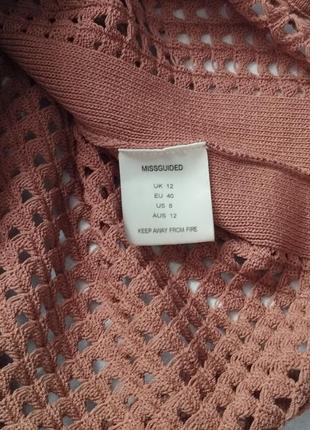 MISSGUIDED
UK 12
EU 40
US 8
AUS 12
KEEP AWAY FROM FIRE